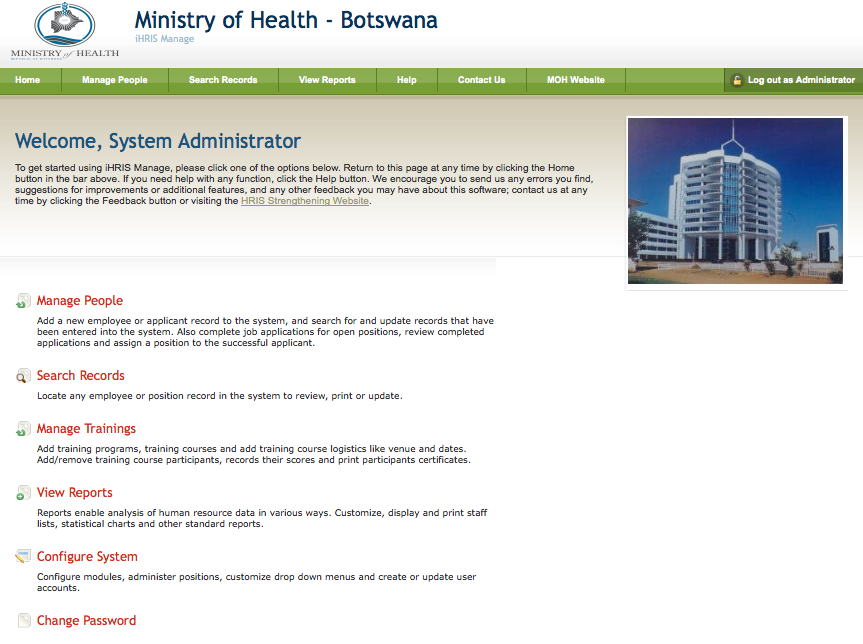 Ministry of Health - Botswana
iHRIS Manage
MINISTRY of HEALTH
REPUBLIC OF BOTSWANA
Home
Manage People
Search Records
View Reports
Help
Contact Us
MOH Website
Log out as Administrator
Welcome, System Administrator
To get started using iHRIS Manage, please click one of the options below. Return to this page at any time by clicking the Home
button in the bar above. If you need help with any function, click the Help button. We encourage you to send us any errors you find,
suggestions for improvements or additional features, and any other feedback you may have about this software; contact us at any
time by clicking the Feedback button or visiting the HRIS Strengthening Website.
Manage People
Add a new employee or applicant record to the system, and search for and update records that have
been entered into the system. Also complete job applications for open positions, review completed
applications and assign a position to the successful applicant.
Search Records
Locate any employee or position record in the system to review, print or update.
Manage Trainings
Add training programs, training courses and add training course logistics like venue and dates.
Add/remove training course participants, records their scores and print participants certificates.
View Reports
Reports enable analysis of human resource data in various ways. Customize, display and print staff
lists, statistical charts and other standard reports.
Configure System
Configure modules, administer positions, customize drop down menus and create or update user
accounts.
Change Password